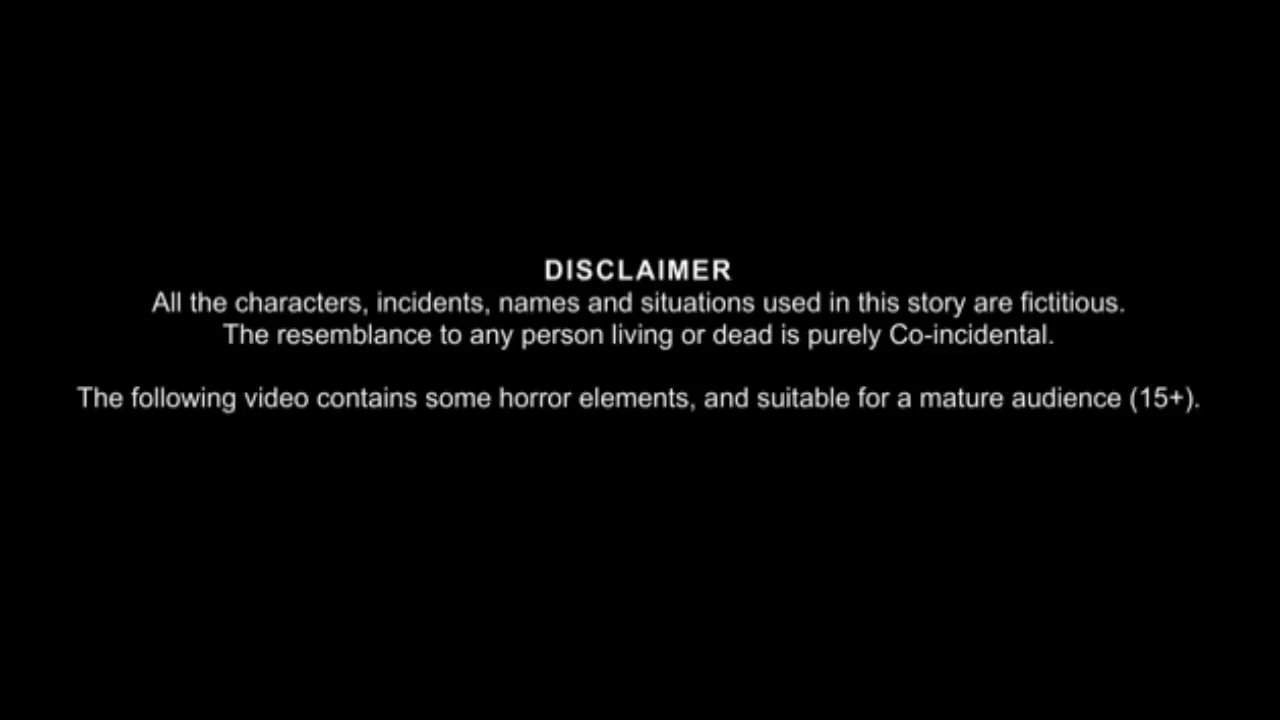 DISCLAIMER
All the characters, incidents, names and situations used in this story are fictitious.
The resemblance to any person living or dead is purely Co-incidental.
The following video contains some horror elements, and suitable for a mature audience (15+).